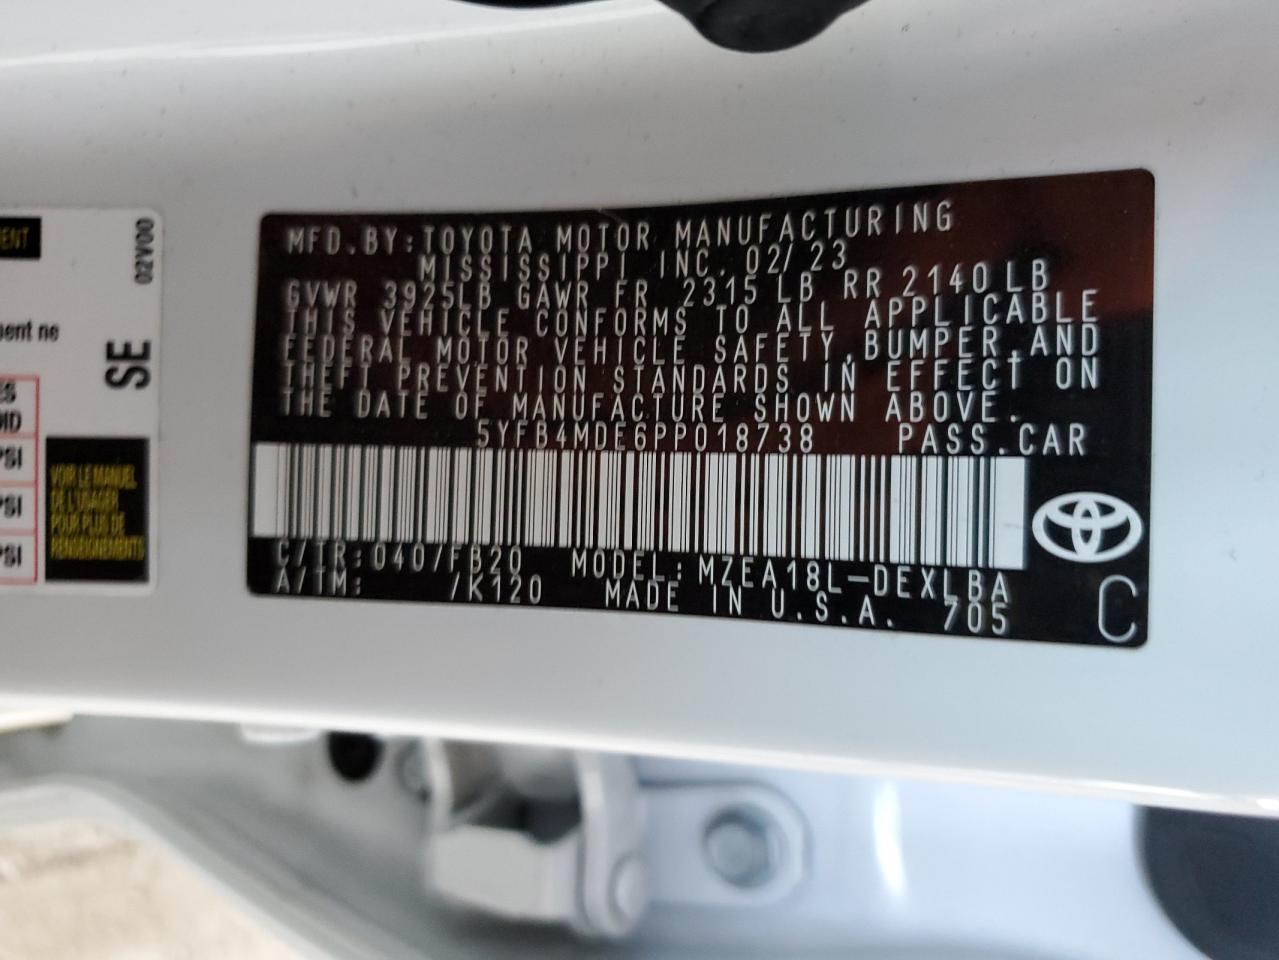 MFD.BY:TOYOTA MOTOR MANUFACTURING
MISSISSIPPI INC. 02/23
GVWR 3925LB GAWR FR 2315 LB RR 2140LB
THIS VEHICLE CONFORMS TO ALL APPLICABLE
FEDERAL MOTOR VEHICLE SAFETY,BUMPER,AND
THEFT PREVENTION STANDARDS IN EFFECT ON
THE DATE OF MANUFACTURE SHOWN ABOVE.
5YFB4MDE6PP018738 PASS.CAR
C/TR:040/FB20 MODEL:MZEA18L-DEXLBA
A/TM: /K120 MADE IN U.S.A. 705
C
02V00
SE
VOIR LE MANUEL
DE L'USAGER
POUR PLUS DE
RENSEIGNEMENTS
ne
PSI
PSI
PSI